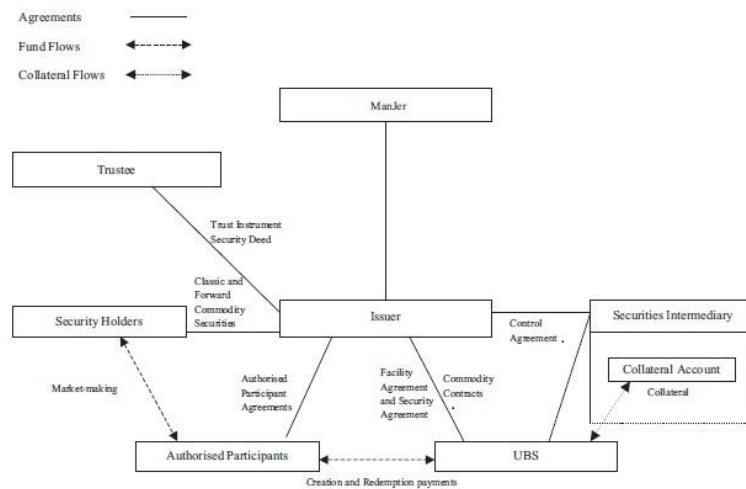 Agreements
Fund Flows
Collateral Flows
ManJer
Trustee
Trust Instrument
Security Deed
Classic and
Forward
Commodity
Securities
Security Holders
Issuer
Securities Intermediary
Control
Agreement .
Collateral Account
Collateral
Market-making
Authorised
Participant
Agreements
Facility
Agreement
and Security
Agreement
Commodity
Contracts
.
Authorised Participants
UBS
Creation and Redemption payments